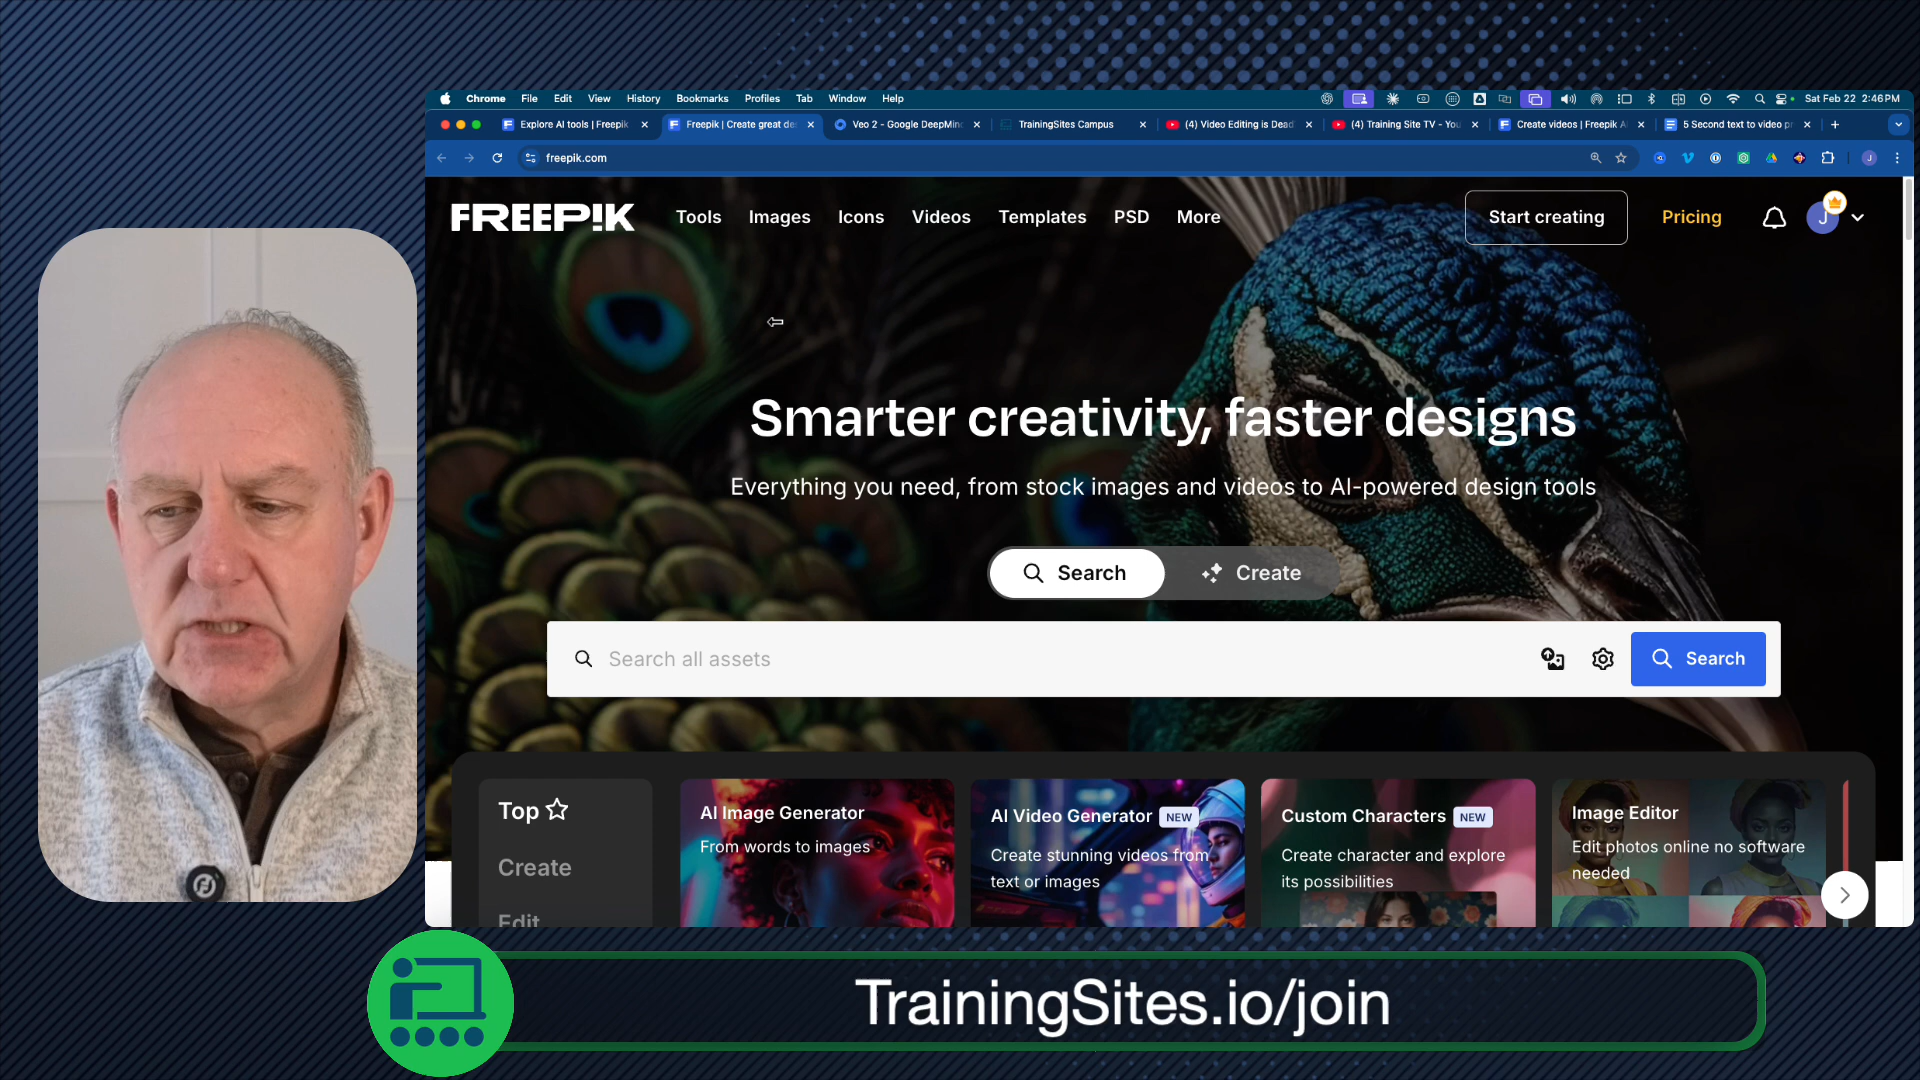 Chrome File Edit View History Bookmarks Profiles Tab Window Help
Sat Feb 22 2:46 PM
Explore AI tools | Freepik
Freepik | Create great des
Veo 2 - Google DeepMind
TrainingSites Campus
(4) Video Editing is Dead
(4) Training Site TV - You
Create videos | Freepik A
5 Second text to video pr
freepik.com
J
FREEP!K
Tools Images Icons Videos Templates PSD More
Start creating
Pricing
J
Smarter creativity, faster designs
Everything you need, from stock images and videos to AI-powered design tools
Search
Create
Search all assets
Search
Top
Create
Edit
AI Image Generator
From words to images
AI Video Generator NEW
Create stunning videos from
text or images
Custom Characters NEW
Create character and explore
its possibilities
Image Editor
Edit photos online no software
needed
TrainingSites.io/join